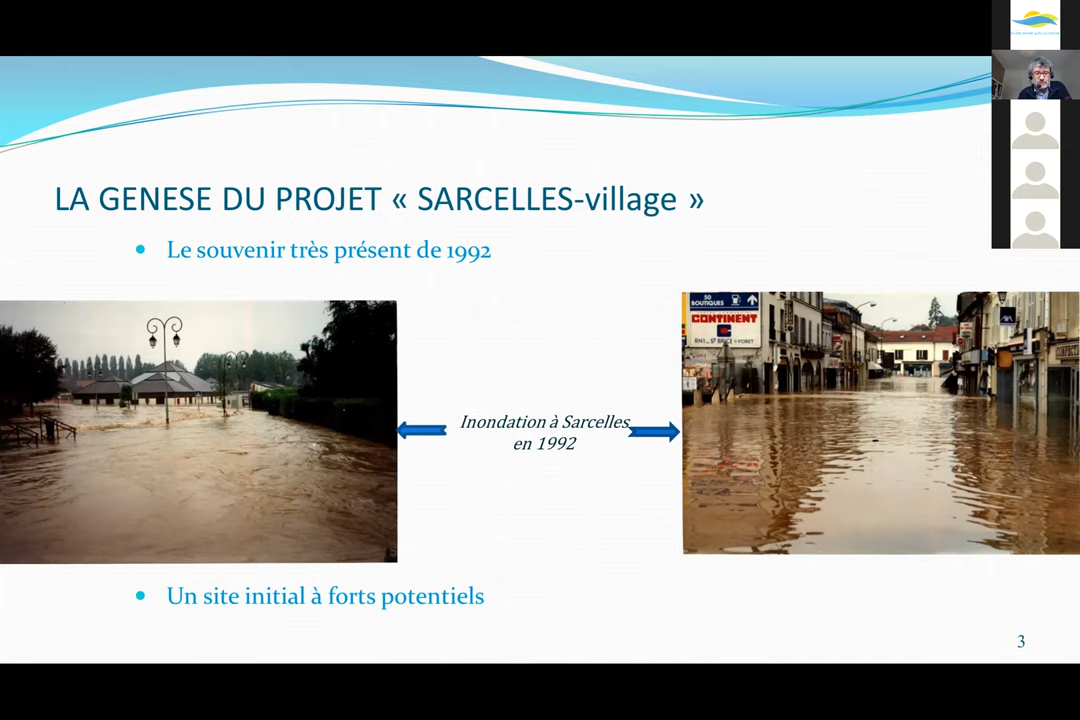 LA GENESE DU PROJET « SARCELLES-village »
• Le souvenir très présent de 1992
50
BOUTIQUES
CONTINENT
RN1 - St BRICE s/FORET
AXA
Inondation à Sarcelles
en 1992
• Un site initial à forts potentiels
3